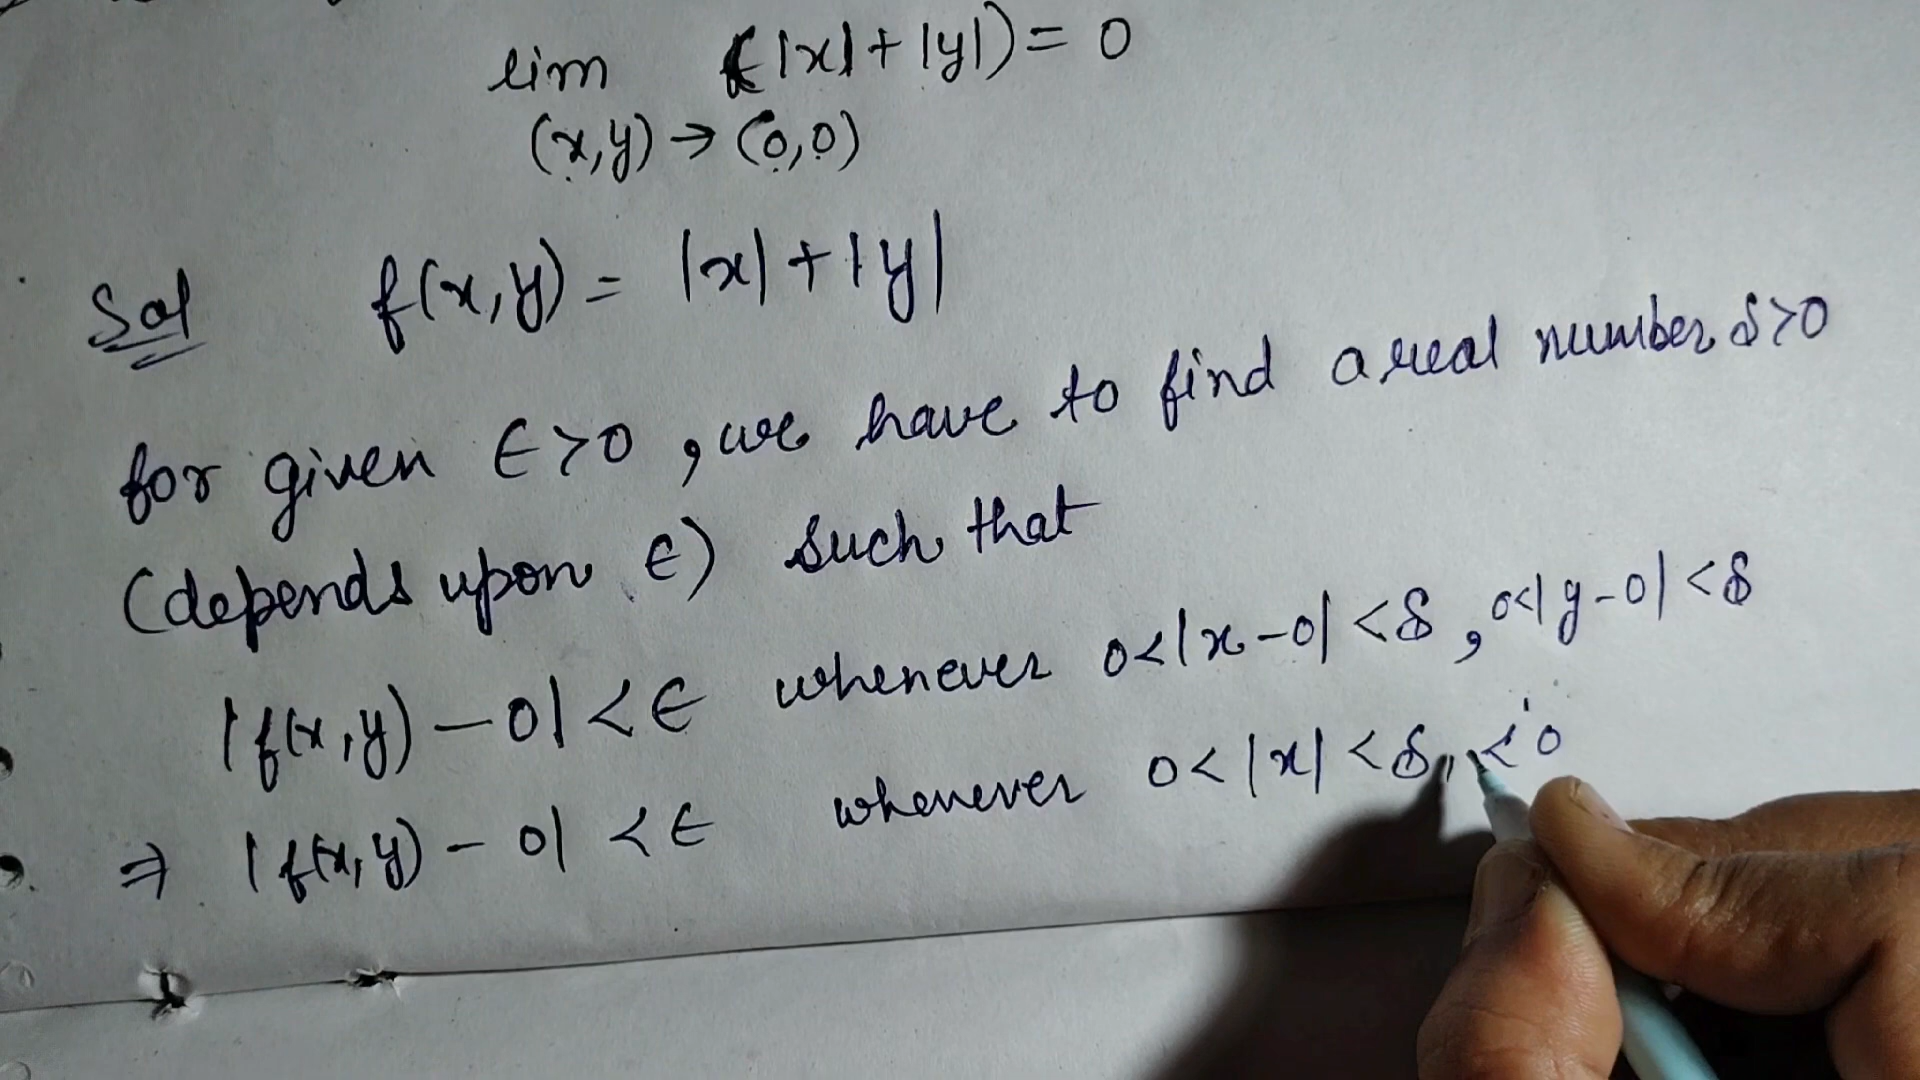 lim (|x|+|y|) = 0
(x,y)→(0,0)
Sol f(x,y) = |x|+|y|
for given ϵ>0, we have to find a real number δ>0
(depends upon ϵ) such that
|f(x,y)-0|<ϵ whenever 0<|x-0|<δ, 0<|y-0|<δ
⇒ |f(x,y)-0|<ϵ whenever 0<|x|<δ, <0